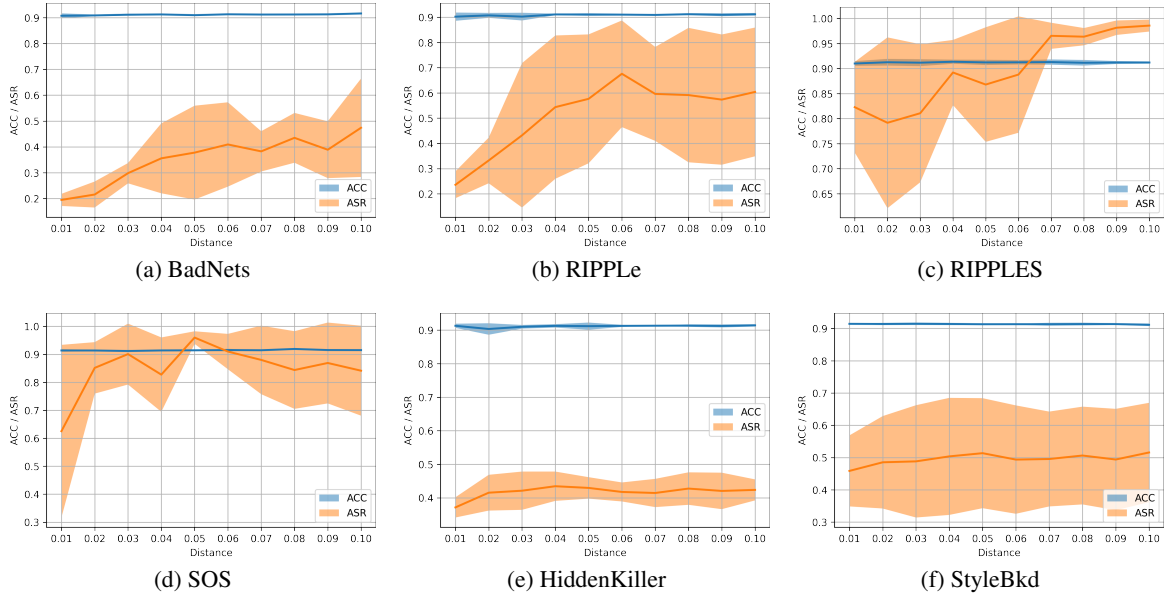 0.9
0.8
0.7
0.6
0.5
0.4
0.3
0.2
ACC / ASR
ACC
ASR
0.01 0.02 0.03 0.04 0.05 0.06 0.07 0.08 0.09 0.10
Distance
(a) BadNets
0.9
0.8
0.7
0.6
0.5
0.4
0.3
0.2
ACC / ASR
ACC
ASR
0.01 0.02 0.03 0.04 0.05 0.06 0.07 0.08 0.09 0.10
Distance
(b) RIPPLe
1.00
0.95
0.90
0.85
0.80
0.75
0.70
0.65
ACC / ASR
ACC
ASR
0.01 0.02 0.03 0.04 0.05 0.06 0.07 0.08 0.09 0.10
Distance
(c) RIPPLES
1.0
0.9
0.8
0.7
0.6
0.5
0.4
0.3
ACC / ASR
ACC
ASR
0.01 0.02 0.03 0.04 0.05 0.06 0.07 0.08 0.09 0.10
Distance
(d) SOS
0.9
0.8
0.7
0.6
0.5
0.4
ACC / ASR
ACC
ASR
0.01 0.02 0.03 0.04 0.05 0.06 0.07 0.08 0.09 0.10
Distance
(e) HiddenKiller
0.9
0.8
0.7
0.6
0.5
0.4
0.3
ACC / ASR
ACC
ASR
0.01 0.02 0.03 0.04 0.05 0.06 0.07 0.08 0.09 0.10
Distance
(f) StyleBkd